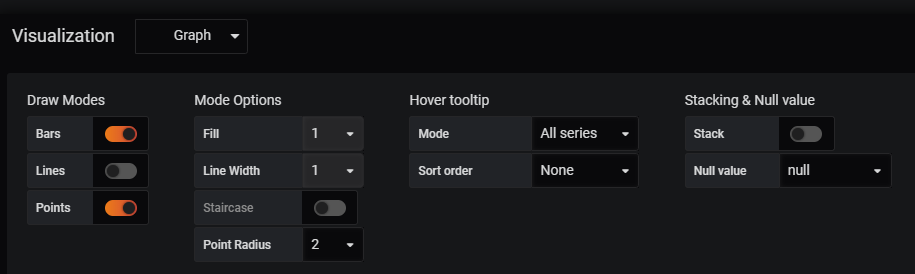 Visualization Graph
Draw Modes
Bars
Lines
Points
Mode Options
Fill 1
Line Width 1
Staircase
Point Radius 2
Hover tooltip
Mode All series
Sort order None
Stacking & Null value
Stack
Null value null